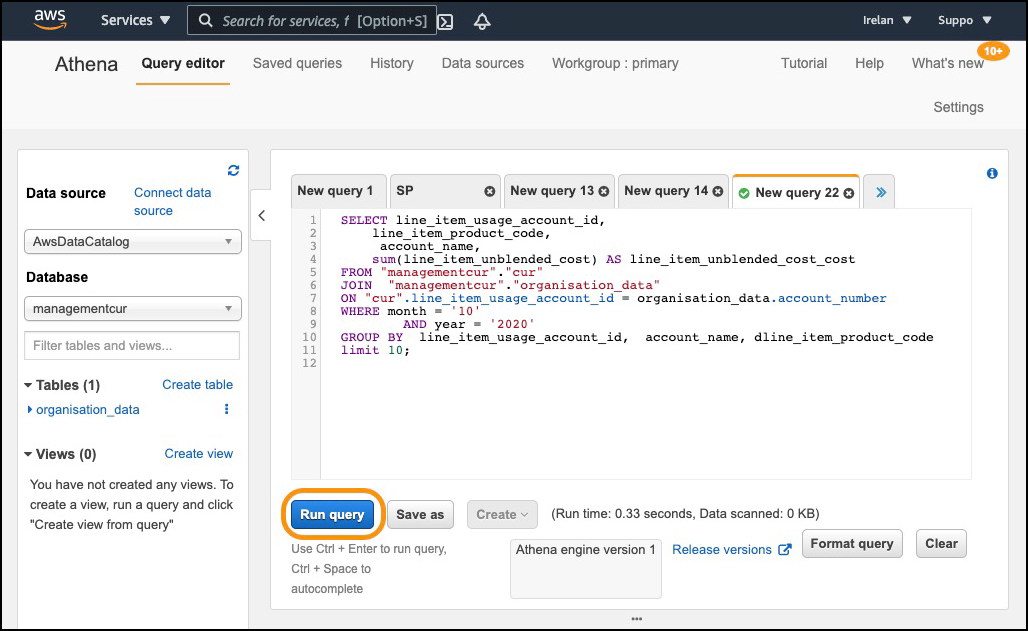 aws Services Search for services, f [Option+S] Irelan Suppo
10+
Athena Query editor Saved queries History Data sources Workgroup : primary Tutorial Help What's new
Settings
Data source Connect data
source
AwsDataCatalog
Database
managementcur
Filter tables and views...
Tables (1) Create table
organisation_data
Views (0) Create view
You have not created any views. To
create a view, run a query and click
"Create view from query"
New query 1 SP New query 13 New query 14 New query 22 »
1 SELECT line_item_usage_account_id,
2 line_item_product_code,
3 account_name,
4 sum(line_item_unblended_cost) AS line_item_unblended_cost_cost
5 FROM "managementcur"."cur"
6 JOIN "managementcur"."organisation_data"
7 ON "cur".line_item_usage_account_id = organisation_data.account_number
8 WHERE month = '10'
9 AND year = '2020'
10 GROUP BY line_item_usage_account_id, account_name, dline_item_product_code
11 limit 10;
12
Run query Save as Create (Run time: 0.33 seconds, Data scanned: 0 KB)
Use Ctrl + Enter to run query,
Ctrl + Space to
autocomplete
Athena engine version 1 Release versions Format query Clear